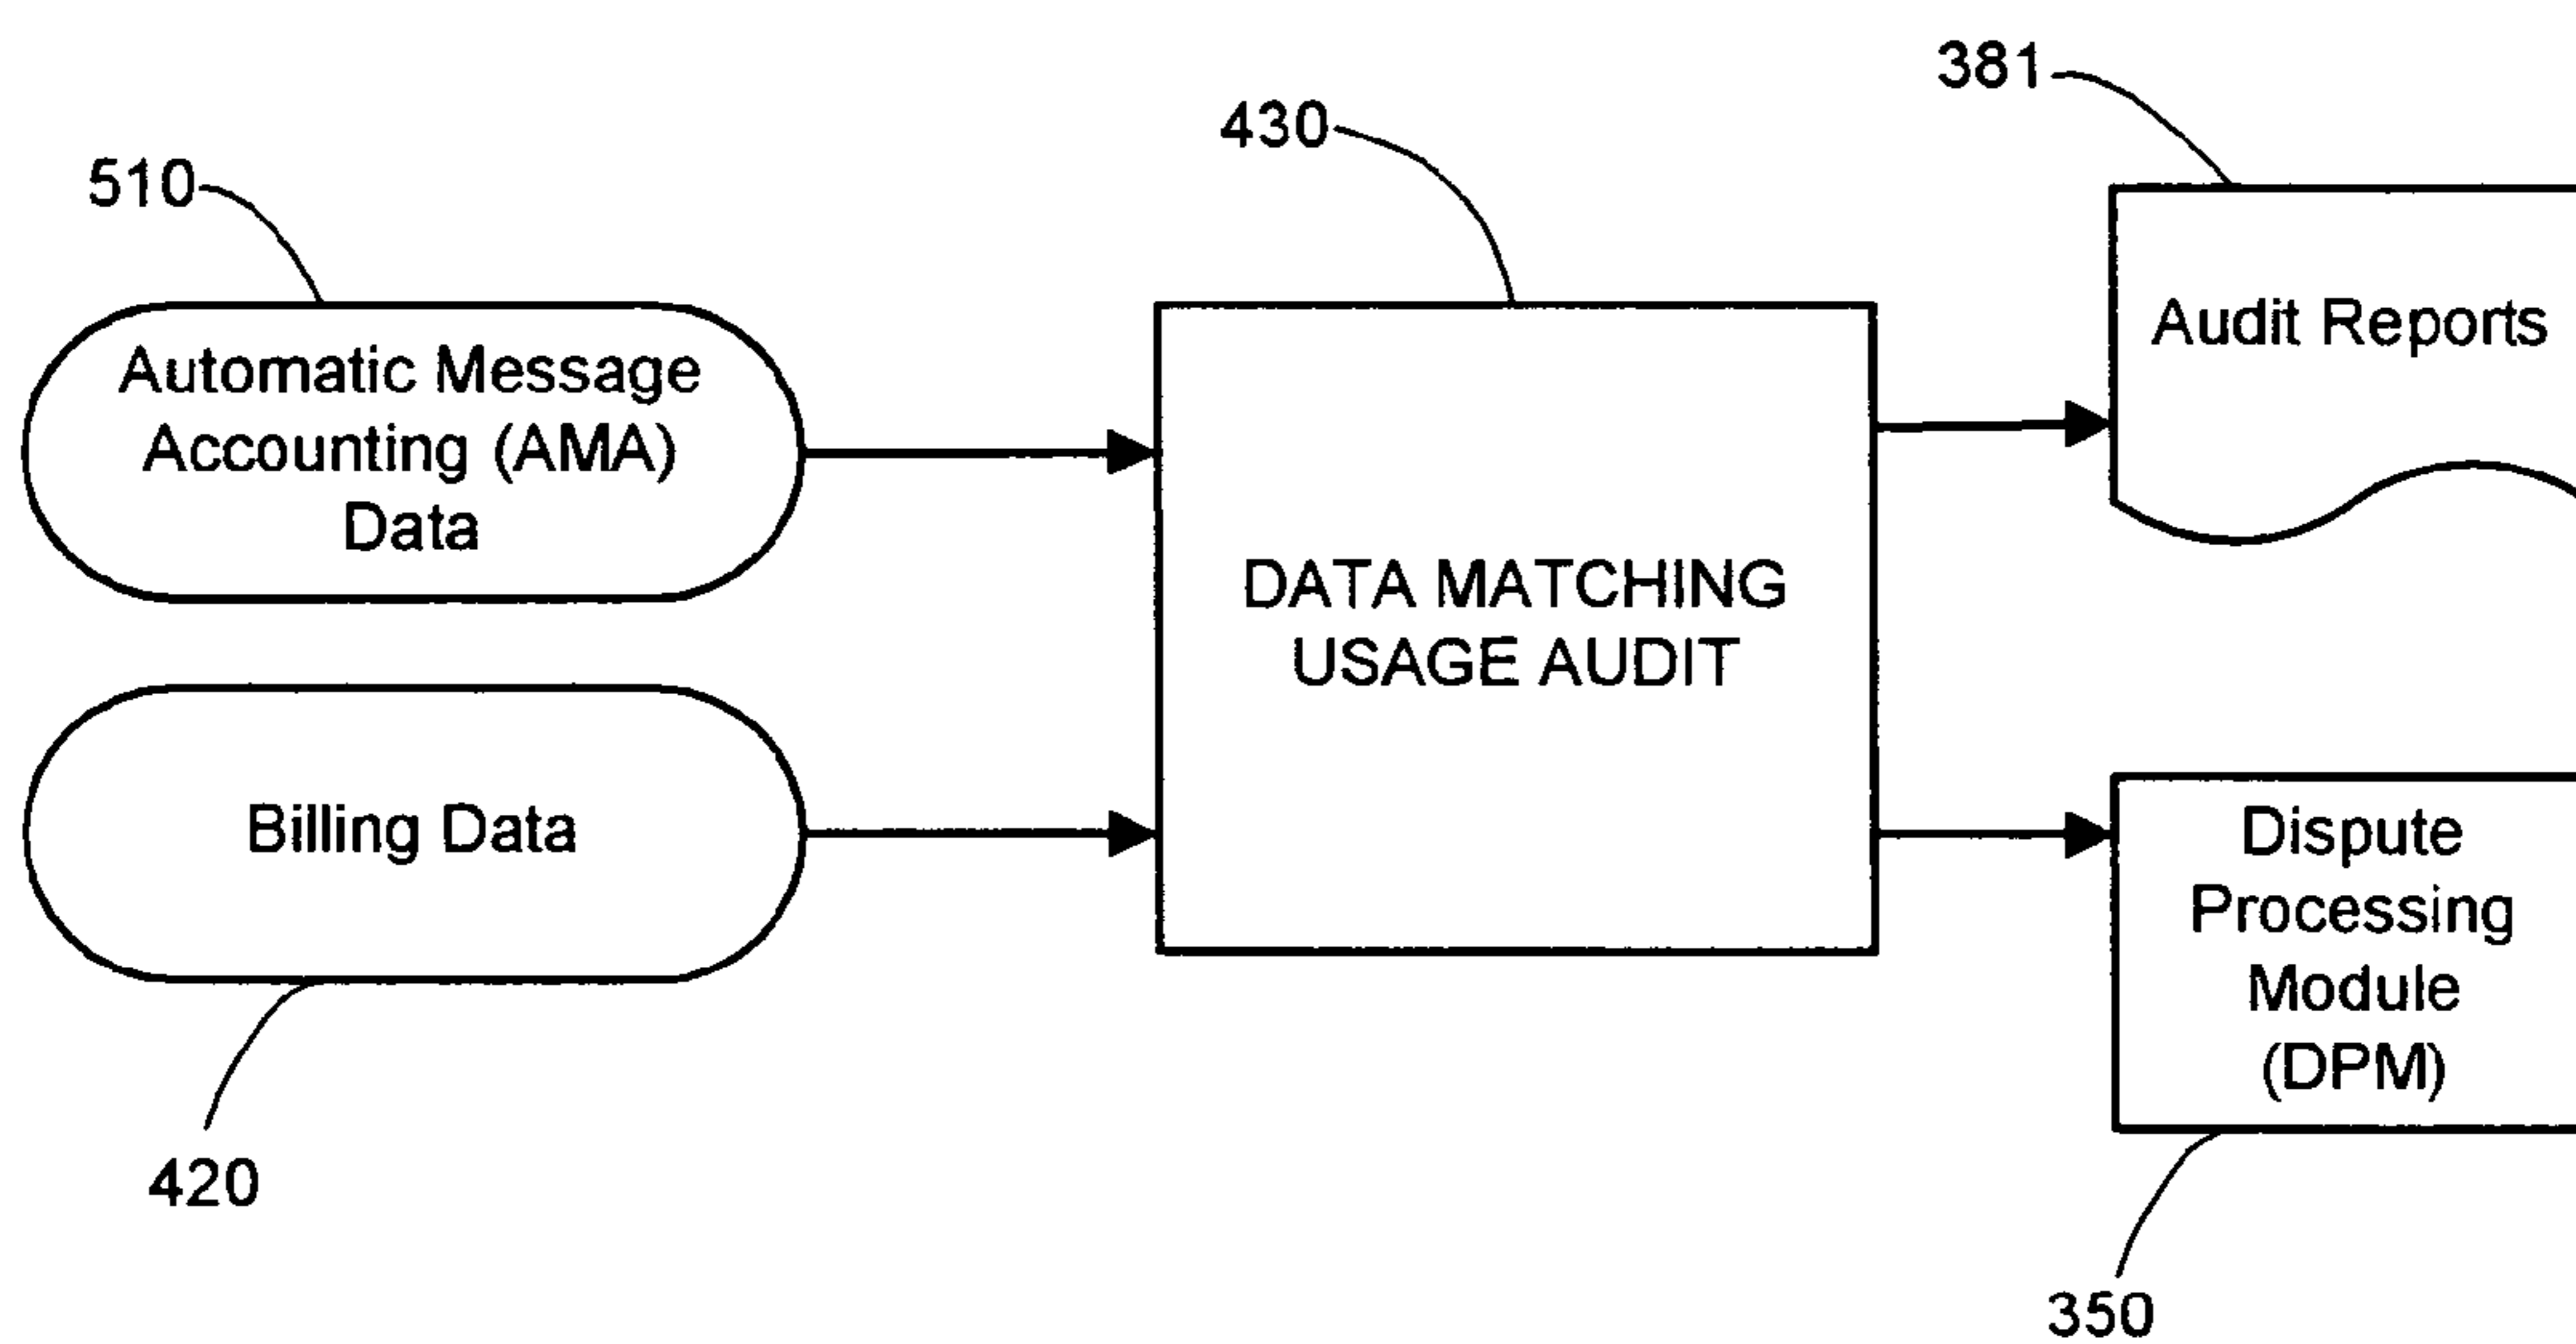 381
430
510
Automatic Message
Accounting (AMA)
Data
Audit Reports
DATA MATCHING
USAGE AUDIT
Billing Data
Dispute
Processing
Module
(DPM)
420
350